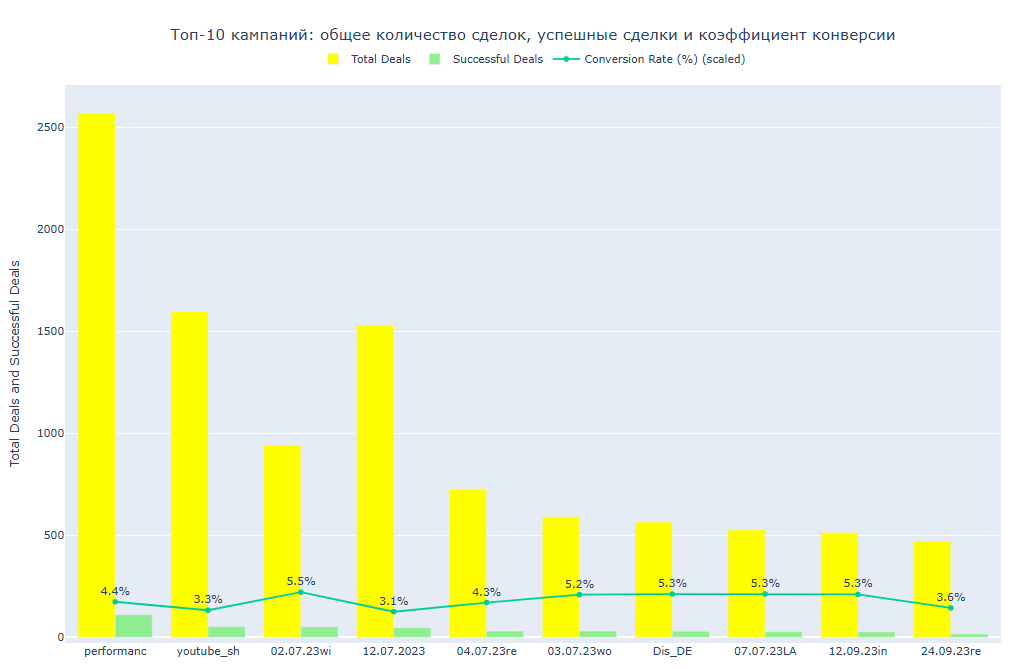 Топ-10 кампаний: общее количество сделок, успешные сделки и коэффициент конверсии
Total Deals Successful Deals Conversion Rate (%) (scaled)
Total Deals and Successful Deals
2500
2000
1500
1000
500
0
4.4% 3.3% 5.5% 3.1% 4.3% 5.2% 5.3% 5.3% 5.3% 3.6%
performanc youtube_sh 02.07.23wi 12.07.2023 04.07.23re 03.07.23wo Dis_DE 07.07.23LA 12.09.23in 24.09.23re